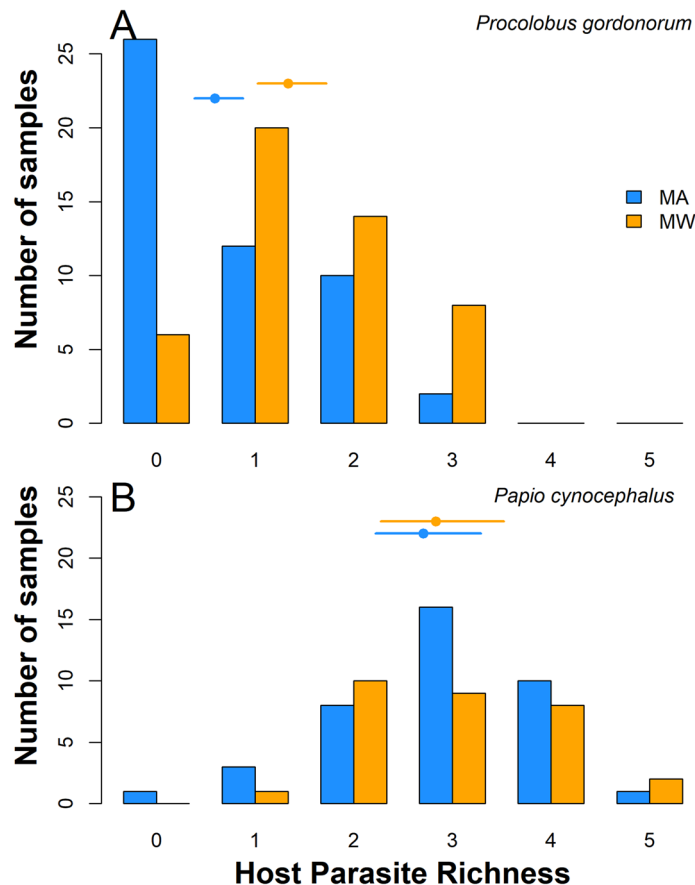 A
Procolobus gordonorum
Number of samples
25
20
15
10
5
0
MA
MW
0 1 2 3 4 5
B
Papio cynocephalus
Number of samples
25
20
15
10
5
0
0 1 2 3 4 5
Host Parasite Richness